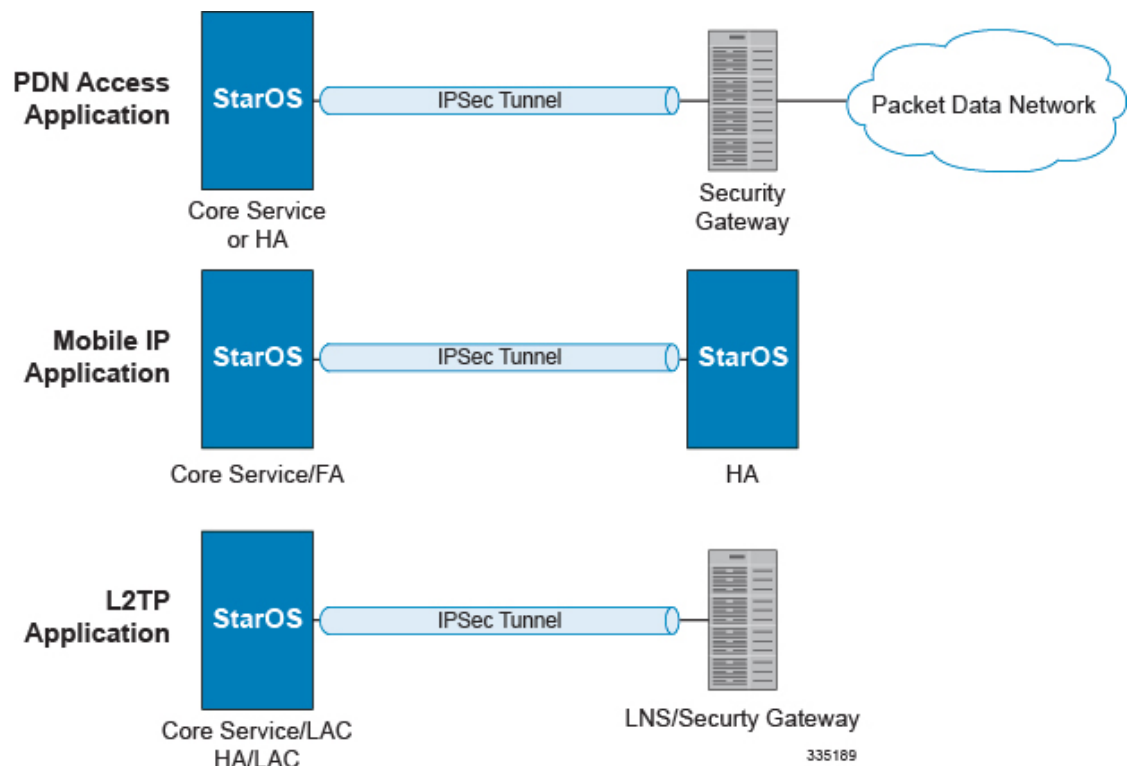 PDN Access
Application
StarOS
IPSec Tunnel
Packet Data Network
Core Service
or HA
Security
Gateway
Mobile IP
Application
StarOS
IPSec Tunnel
StarOS
Core Service/FA
HA
L2TP
Application
StarOS
IPSec Tunnel
Core Service/LAC
HA/LAC
LNS/Securty Gateway
335189